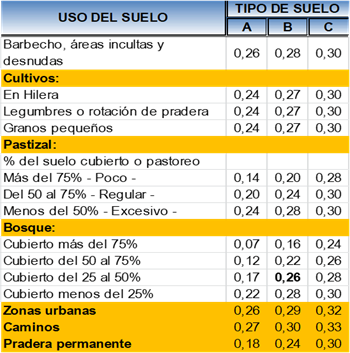 USO DEL SUELO TIPO DE SUELO
A B C
Barbecho, áreas incultas y
desnudas 0,26 0,28 0,30
Cultivos:
En Hilera 0,24 0,27 0,30
Legumbres o rotación de pradera 0,24 0,27 0,30
Granos pequeños 0,24 0,27 0,30
Pastizal:
% del suelo cubierto o pastoreo
Más del 75% - Poco - 0,14 0,20 0,28
Del 50 al 75% - Regular - 0,20 0,24 0,30
Menos del 50% - Excesivo - 0,24 0,28 0,30
Bosque:
Cubierto más del 75% 0,07 0,16 0,24
Cubierto del 50 al 75% 0,12 0,22 0,26
Cubierto del 25 al 50% 0,17 0,26 0,28
Cubierto menos del 25% 0,22 0,28 0,30
Zonas urbanas 0,26 0,29 0,32
Caminos 0,27 0,30 0,33
Pradera permanente 0,18 0,24 0,30